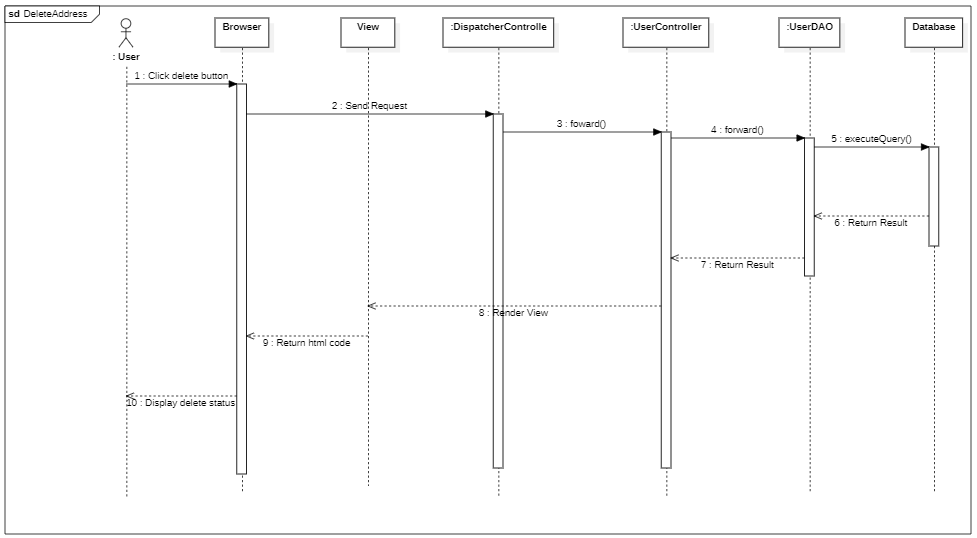 sd DeleteAddress
Browser
View
:DispatcherControlle
:UserController
:UserDAO
Database
: User
1 : Click delete button
2 : Send Request
3 : foward()
4 : forward()
5 : executeQuery()
6 : Return Result
7 : Return Result
8 : Render View
9 : Return html code
10 : Display delete status